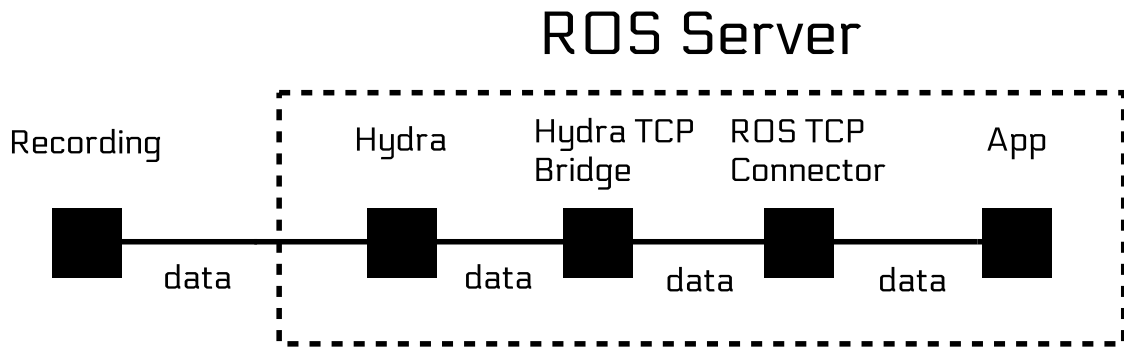 ROS Server
Recording
Hydra
Hydra TCP
Bridge
ROS TCP
Connector
App
data
data
data
data